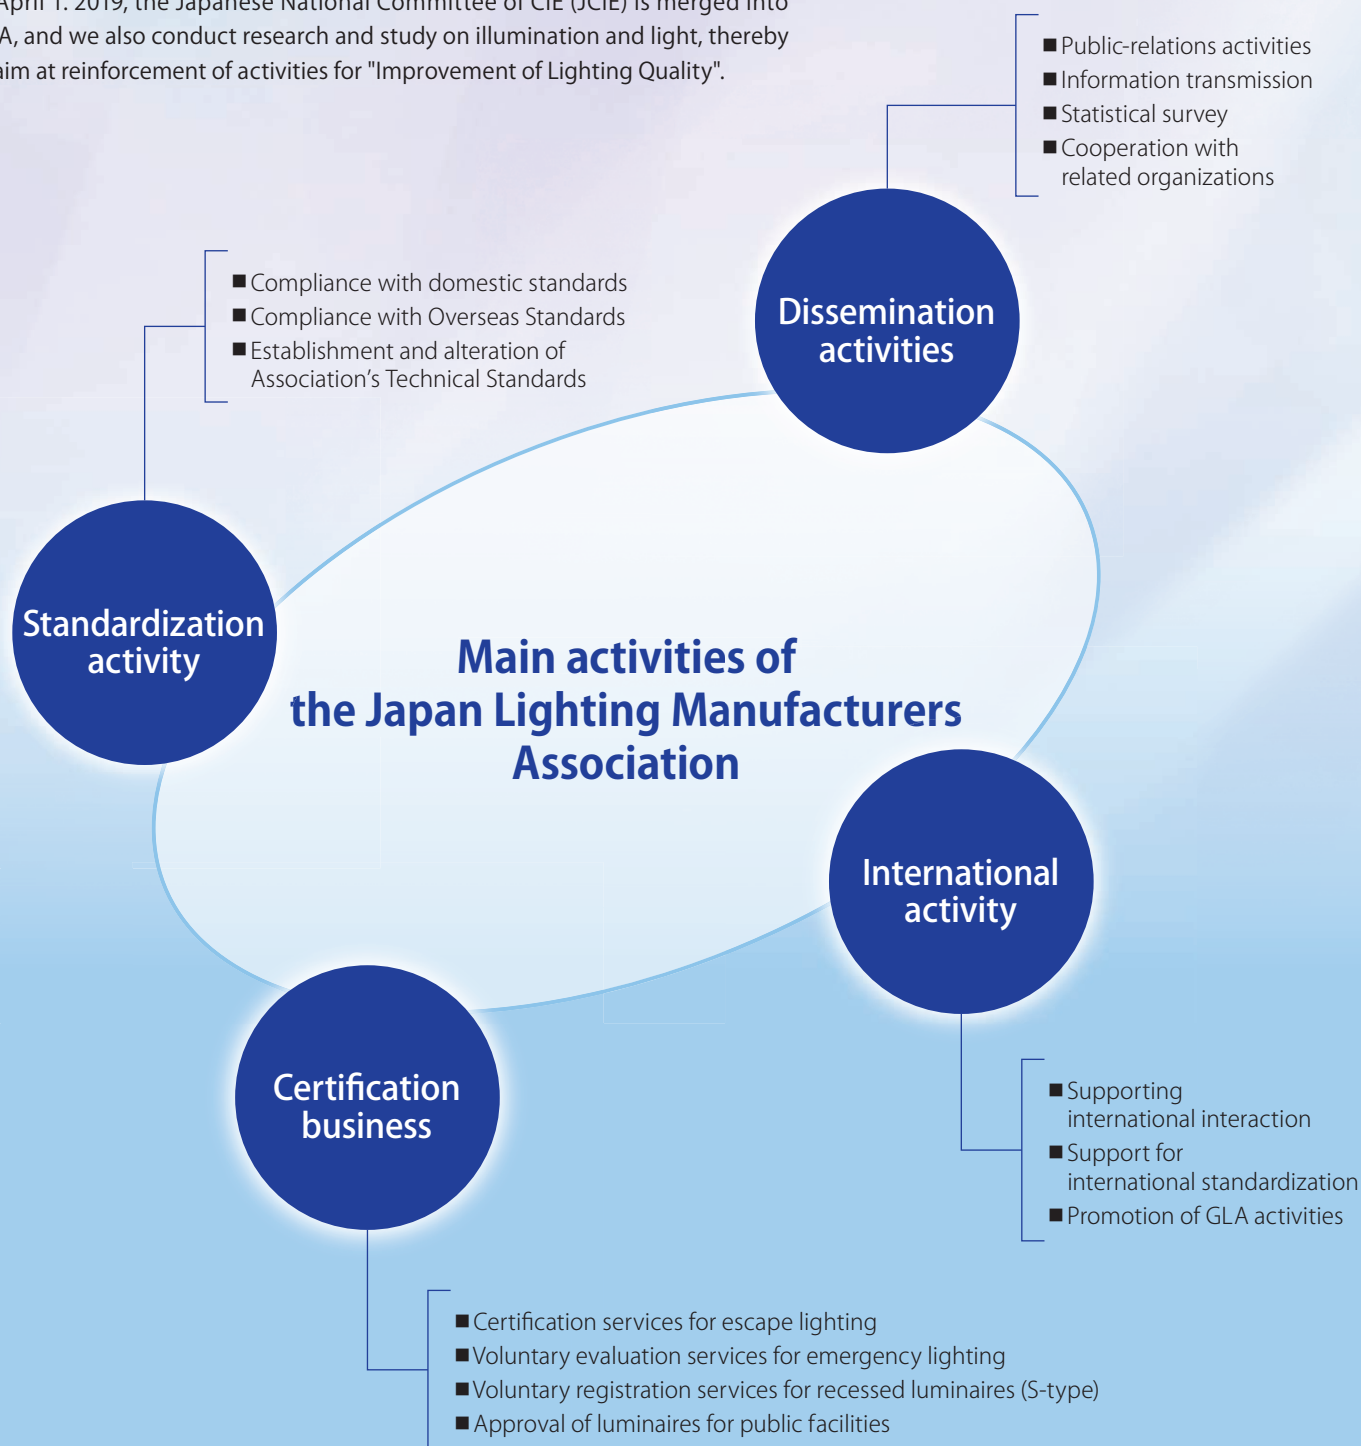 April 1. 2019, the Japanese National Committee of CIE (JCIE) is merged into
A, and we also conduct research and study on illumination and light, thereby
aim at reinforcement of activities for "Improvement of Lighting Quality".
■ Public-relations activities
■ Information transmission
■ Statistical survey
■ Cooperation with
related organizations
Dissemination
activities
■ Compliance with domestic standards
■ Compliance with Overseas Standards
■ Establishment and alteration of
Association’s Technical Standards
Standardization
activity
Main activities of
the Japan Lighting Manufacturers
Association
International
activity
■ Supporting
international interaction
■ Support for
international standardization
■ Promotion of GLA activities
Certification
business
■ Certification services for escape lighting
■ Voluntary evaluation services for emergency lighting
■ Voluntary registration services for recessed luminaires (S-type)
■ Approval of luminaires for public facilities